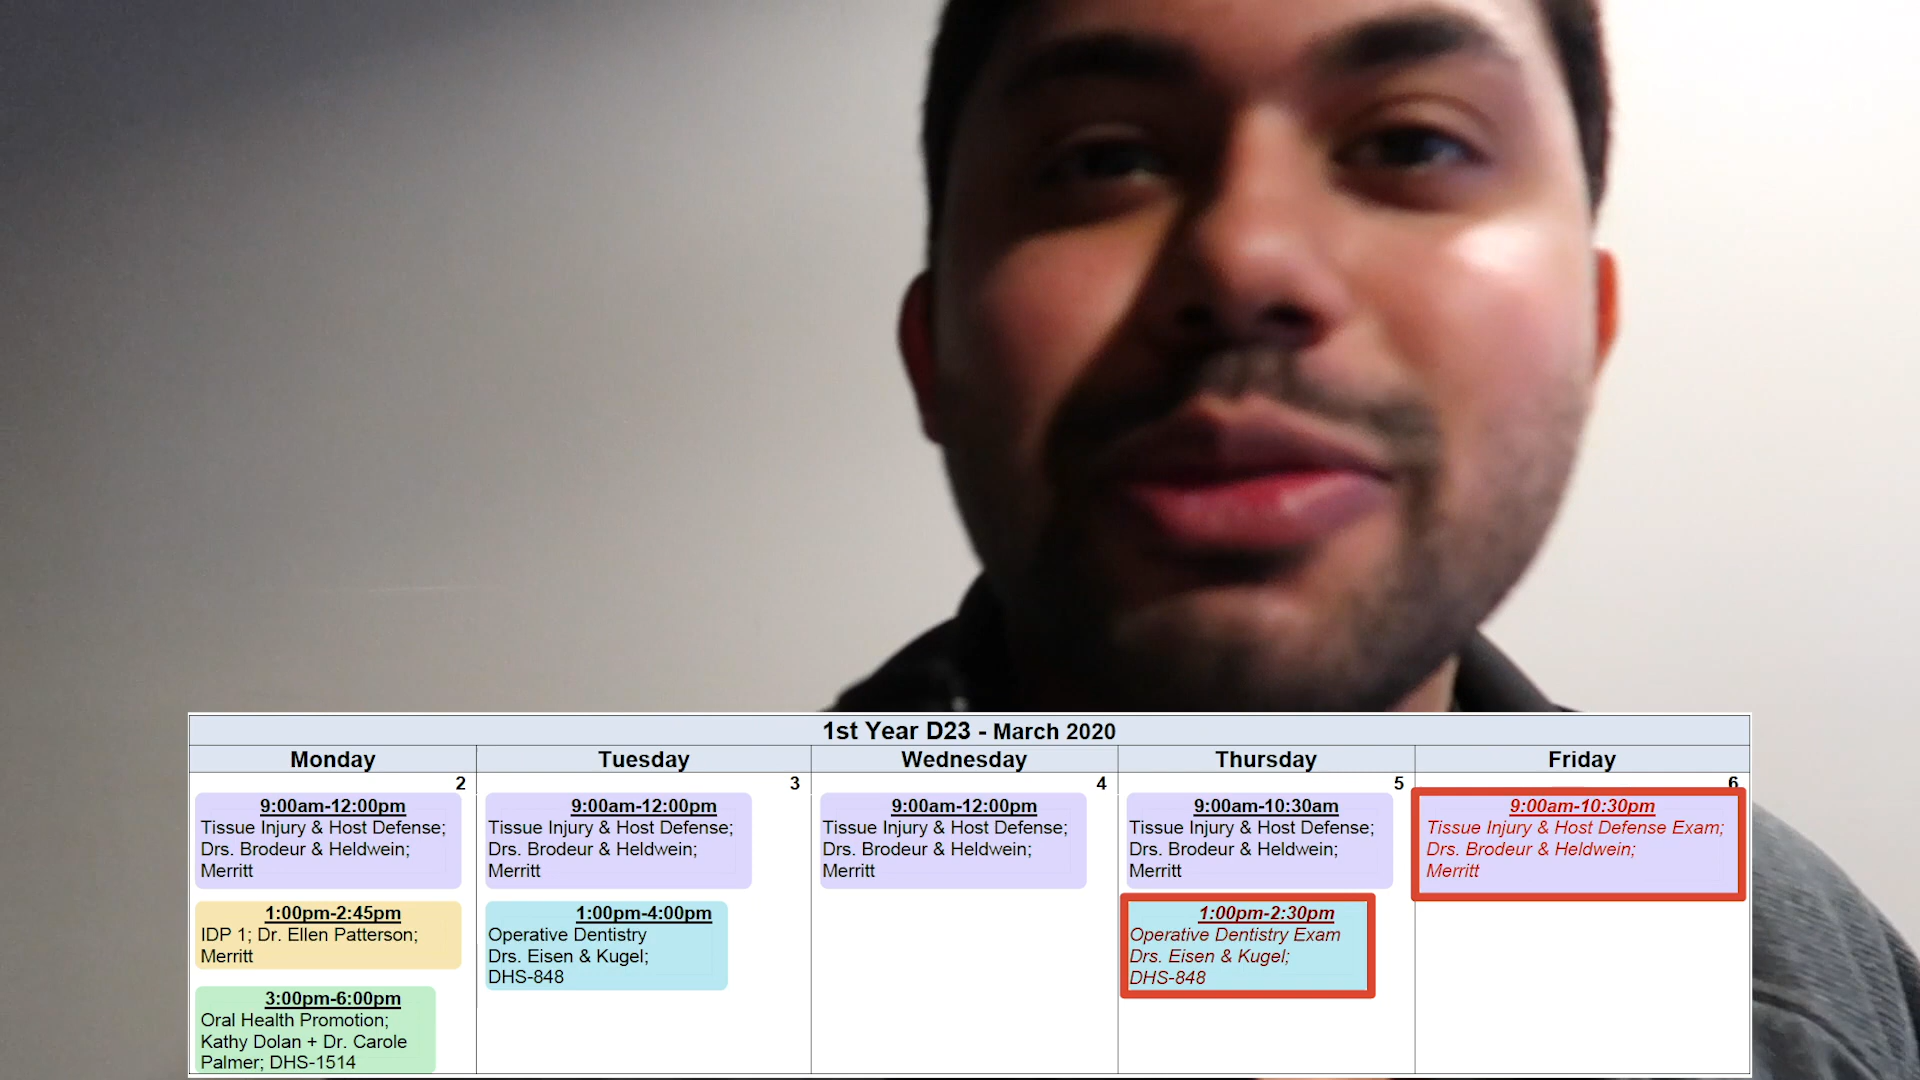 1st Year D23 - March 2020
Monday
Tuesday
Wednesday
Thursday
Friday
2
9:00am-12:00pm
Tissue Injury & Host Defense;
Drs. Brodeur & Heldwein;
Merritt
1:00pm-2:45pm
IDP 1; Dr. Ellen Patterson;
Merritt
3:00pm-6:00pm
Oral Health Promotion;
Kathy Dolan + Dr. Carole
Palmer; DHS-1514
3
9:00am-12:00pm
Tissue Injury & Host Defense;
Drs. Brodeur & Heldwein;
Merritt
1:00pm-4:00pm
Operative Dentistry
Drs. Eisen & Kugel;
DHS-848
4
9:00am-12:00pm
Tissue Injury & Host Defense;
Drs. Brodeur & Heldwein;
Merritt
5
9:00am-10:30am
Tissue Injury & Host Defense;
Drs. Brodeur & Heldwein;
Merritt
1:00pm-2:30pm
Operative Dentistry Exam
Drs. Eisen & Kugel;
DHS-848
6
9:00am-10:30pm
Tissue Injury & Host Defense Exam;
Drs. Brodeur & Heldwein;
Merritt